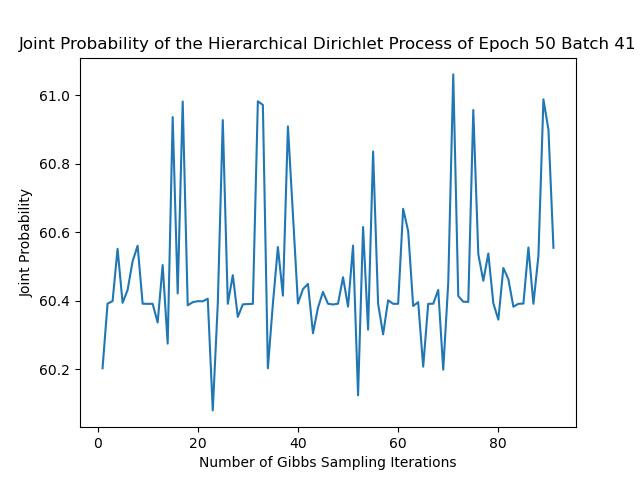 Joint Probability of the Hierarchical Dirichlet Process of Epoch 50 Batch 41
61.0
60.8
60.6
60.4
60.2
Joint Probability
0 20 40 60 80
Number of Gibbs Sampling Iterations